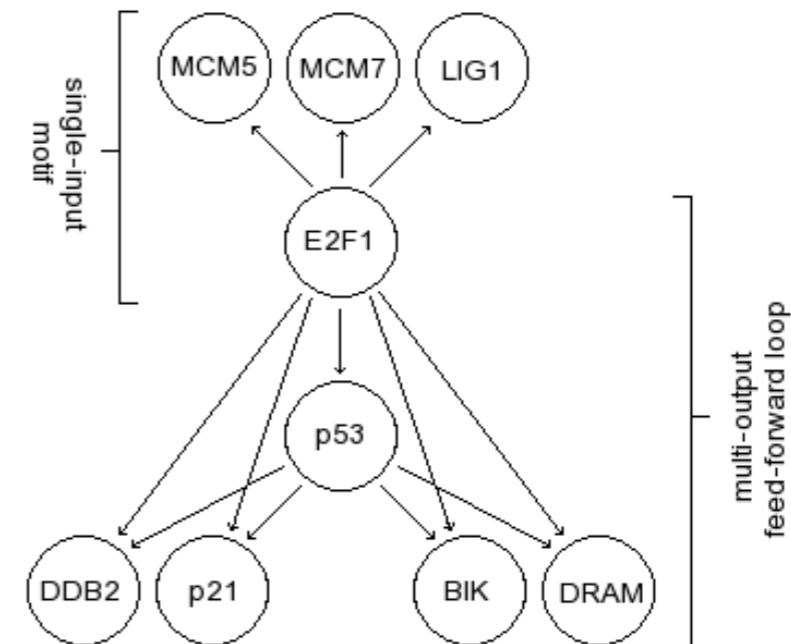 MCM5
MCM7
LIG1
single-input
motif
E2F1
p53
multi-output
feed-forward loop
DDB2
p21
BIK
DRAM